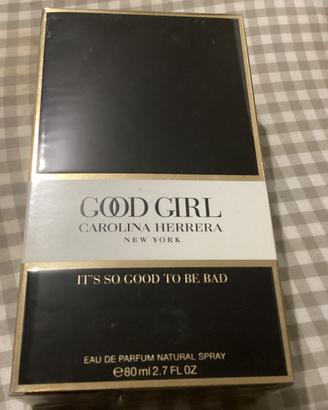 GOOD GIRL
CAROLINA HERRERA
NEW YORK
IT'S SO GOOD TO BE BAD
EAU DE PARFUM NATURAL SPRAY
℮80 ml 2.7 FL OZ